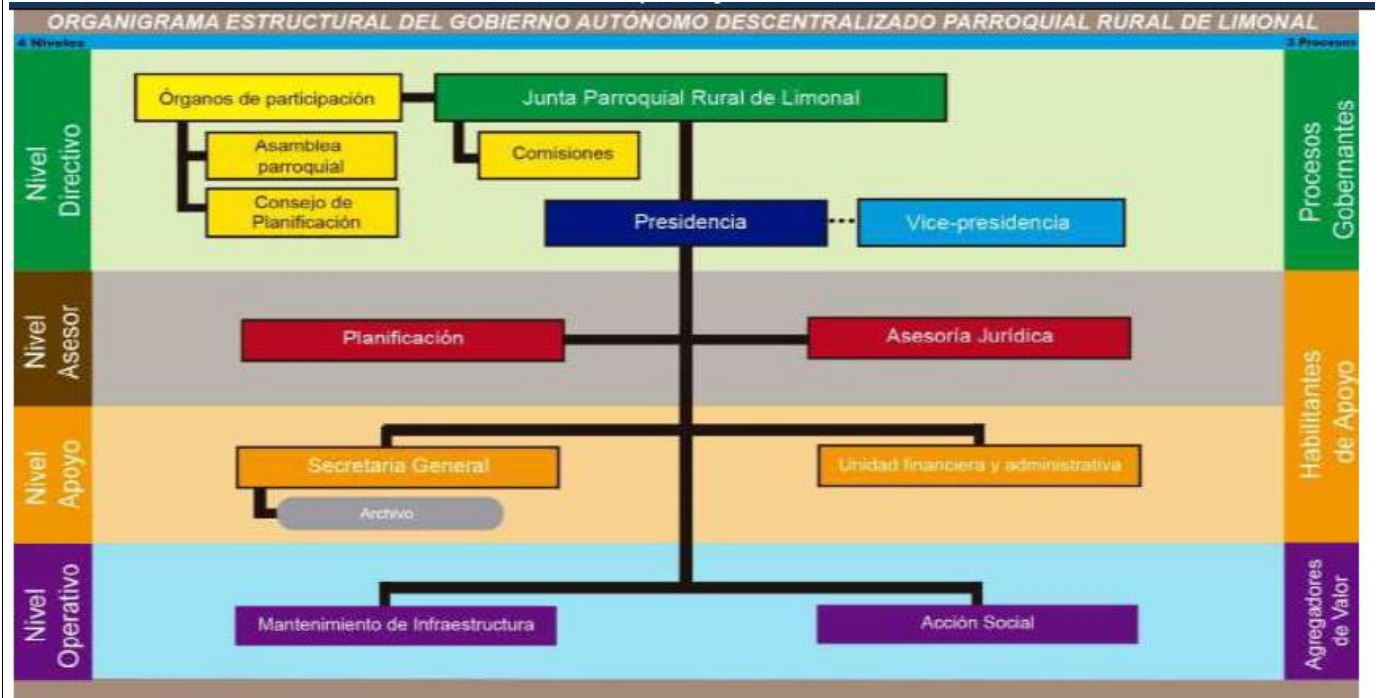 ORGANIGRAMA ESTRUCTURAL DEL GOBIERNO AUTÓNOMO DESCENTRALIZADO PARROQUIAL RURAL DE LIMONAL
4 Niveles
3 Procesos
Nivel
Directivo
Órganos de participación
Junta Parroquial Rural de Limonal
Asamblea
parroquial
Comisiones
Consejo de
Planificación
Presidencia
Vice-presidencia
Procesos
Gobernantes
Nivel
Asesor
Planificación
Asesoría Jurídica
Habilitantes
de Apoyo
Nivel
Apoyo
Secretaria General
Unidad financiera y administrativa
Archivo
Nivel
Operativo
Mantenimiento de Infraestructura
Acción Social
Agregadores
de Valor